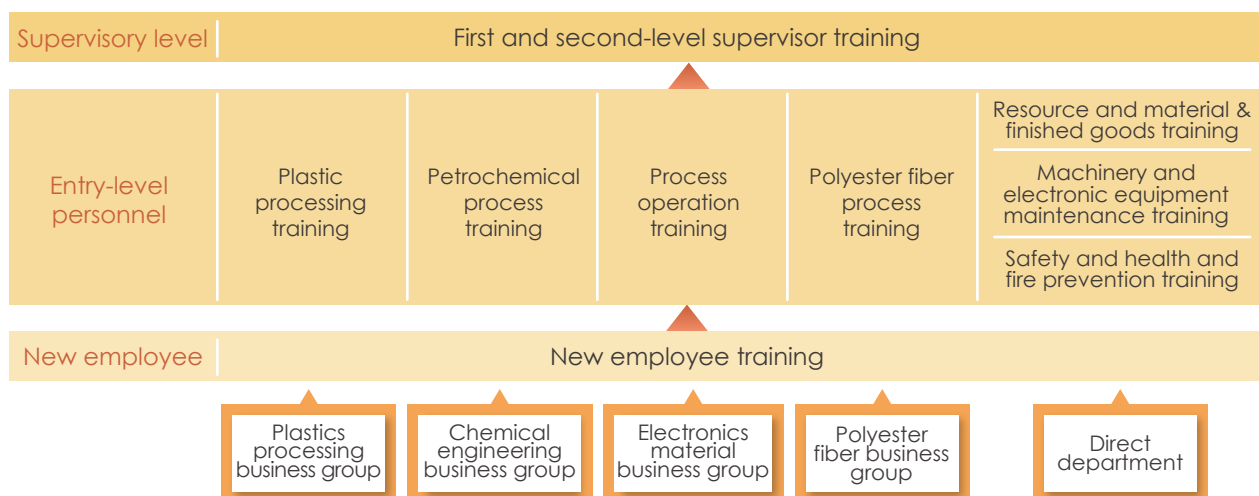 Supervisory level
First and second-level supervisor training
Entry-level
personnel
Plastic
processing
training
Petrochemical
process
training
Process
operation
training
Polyester fiber
process
training
Resource and material &
finished goods training
Machinery and
electronic equipment
maintenance training
Safety and health and
fire prevention training
New employee
New employee training
Plastics
processing
business group
Chemical
engineering
business group
Electronics
material
business group
Polyester
fiber business
group
Direct
department